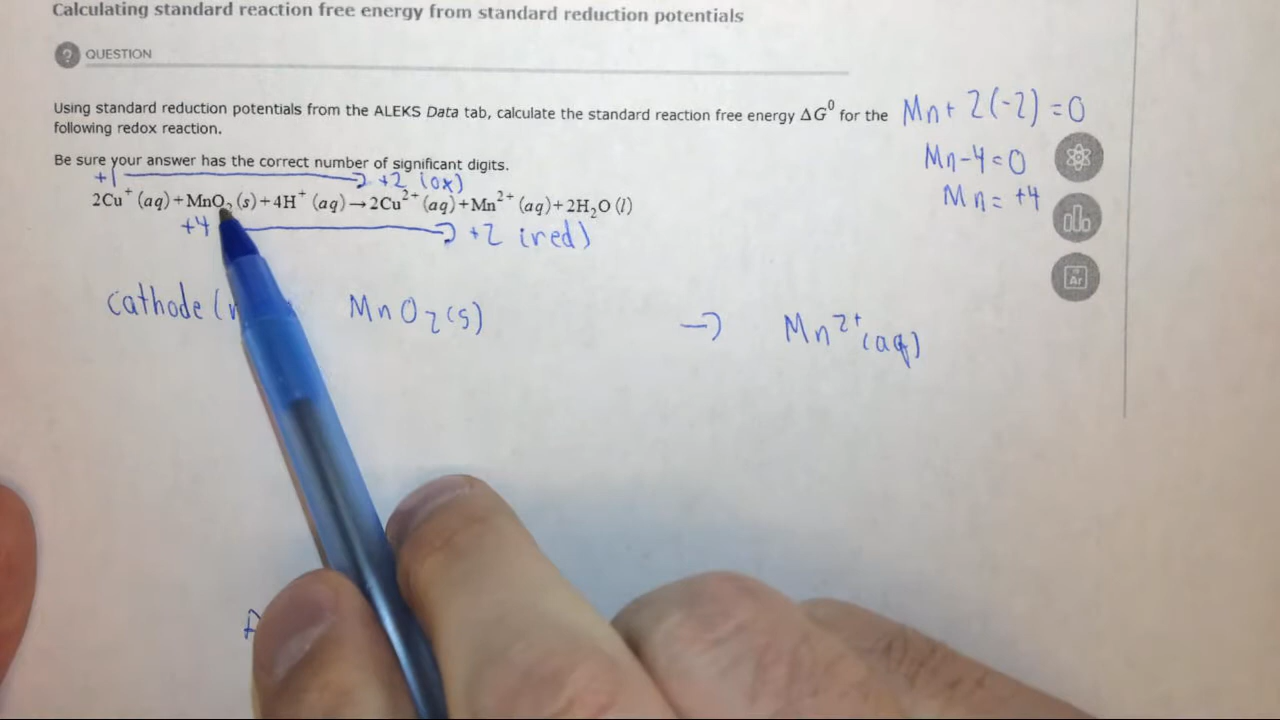 Calculating standard reaction free energy from standard reduction potentials
? QUESTION
Using standard reduction potentials from the ALEKS Data tab, calculate the standard reaction free energy ΔG⁰ for the
following redox reaction.
Mn + 2(-2) = 0
Mn-4=0
Mn = +4
Be sure your answer has the correct number of significant digits.
+1 → +2 (ox)
2Cu⁺ (aq) + MnO₂ (s) + 4H⁺ (aq) → 2Cu²⁺ (aq) + Mn²⁺ (aq) + 2H₂O (l)
+4 → +2 (red)
Ar
cathode ( MnO₂(s) → Mn²⁺(aq)